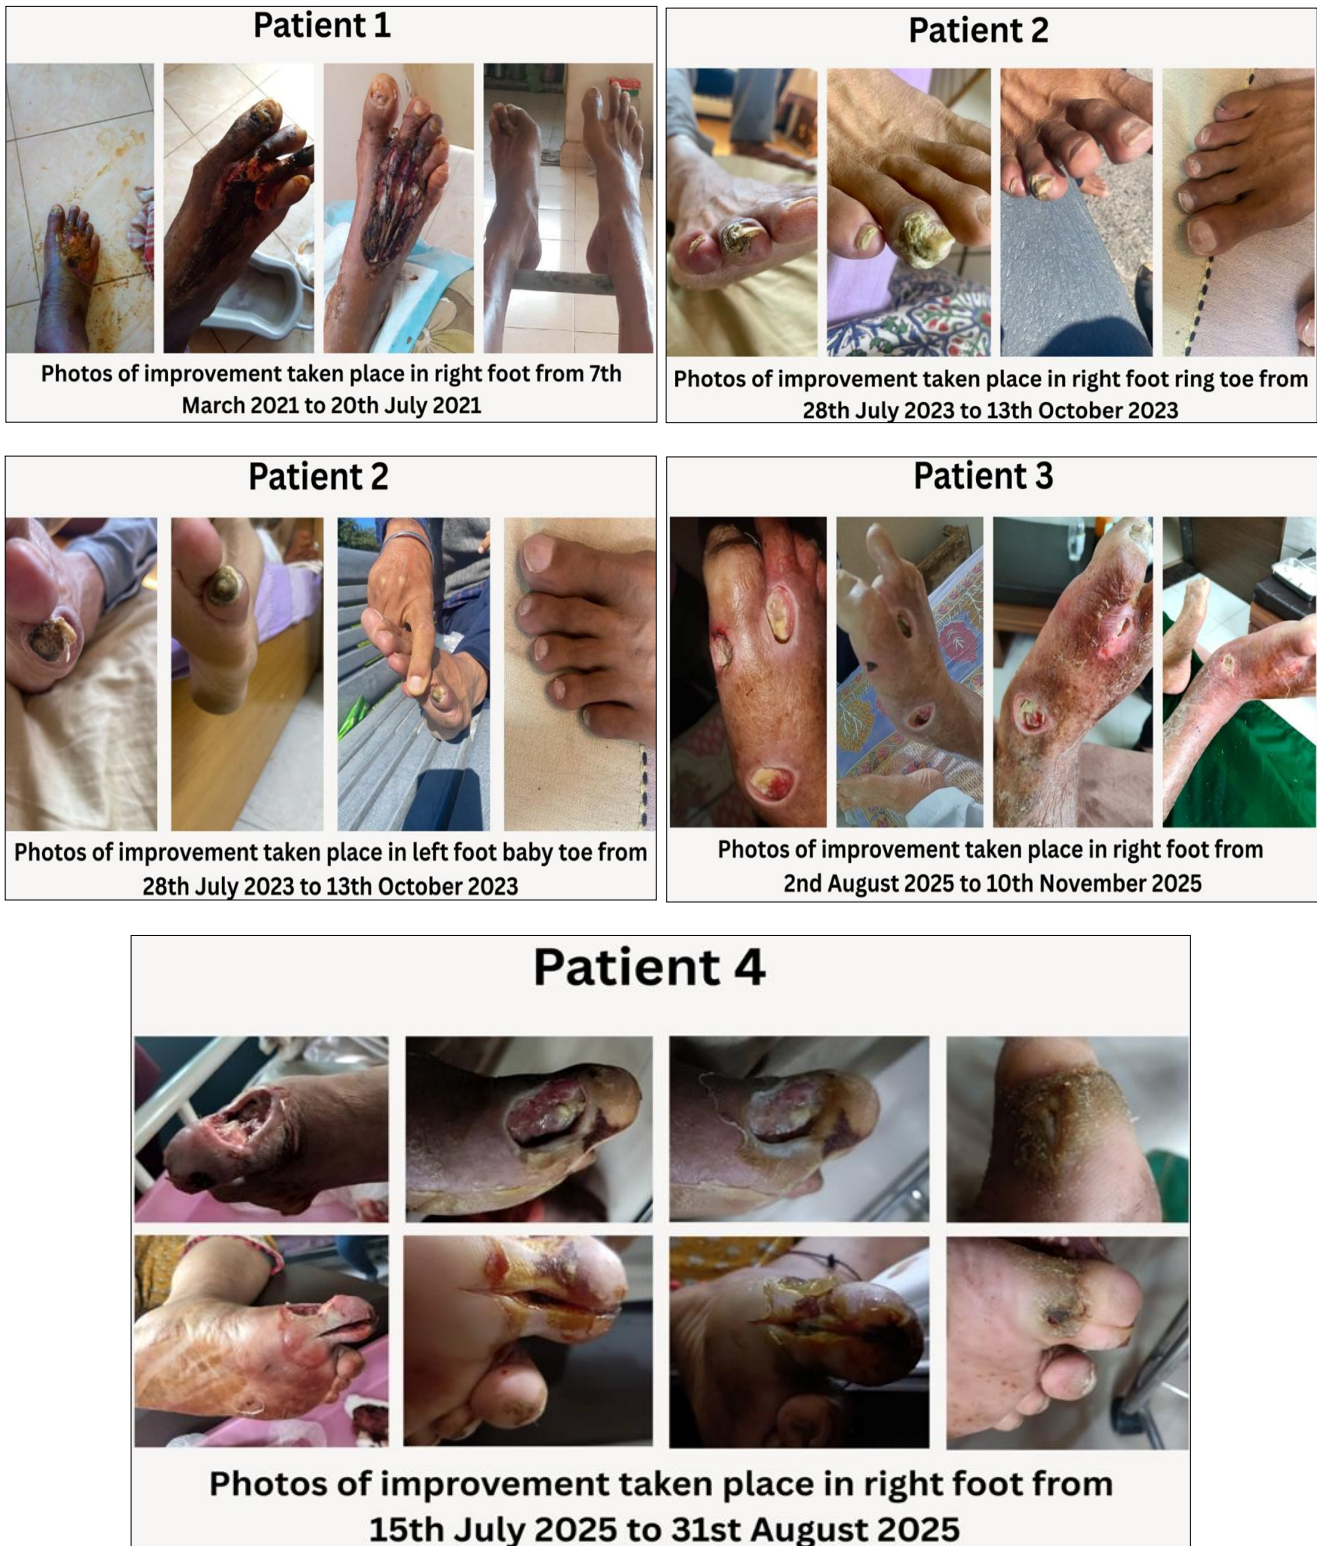 Patient 1
Photos of improvement taken place in right foot from 7th
March 2021 to 20th July 2021
Patient 2
Photos of improvement taken place in right foot ring toe from
28th July 2023 to 13th October 2023
Patient 2
Photos of improvement taken place in left foot baby toe from
28th July 2023 to 13th October 2023
Patient 3
Photos of improvement taken place in right foot from
2nd August 2025 to 10th November 2025
Patient 4
Photos of improvement taken place in right foot from
15th July 2025 to 31st August 2025